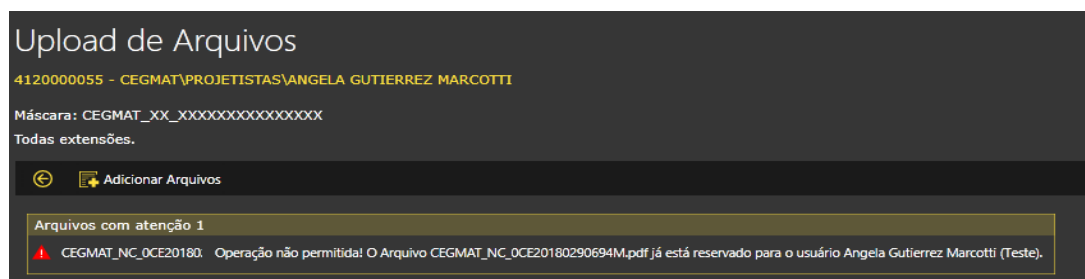 Upload de Arquivos
4120000055 - CEGMAT\PROJETISTAS\ANGELA GUTIERREZ MARCOTTI
Máscara: CEGMAT_XX_XXXXXXXXXXXXXXX
Todas extensões.
Adicionar Arquivos
Arquivos com atenção 1
CEGMAT_NC_0CE20180: Operação não permitida! O Arquivo CEGMAT_NC_0CE20180290694M.pdf já está reservado para o usuário Angela Gutierrez Marcotti (Teste).